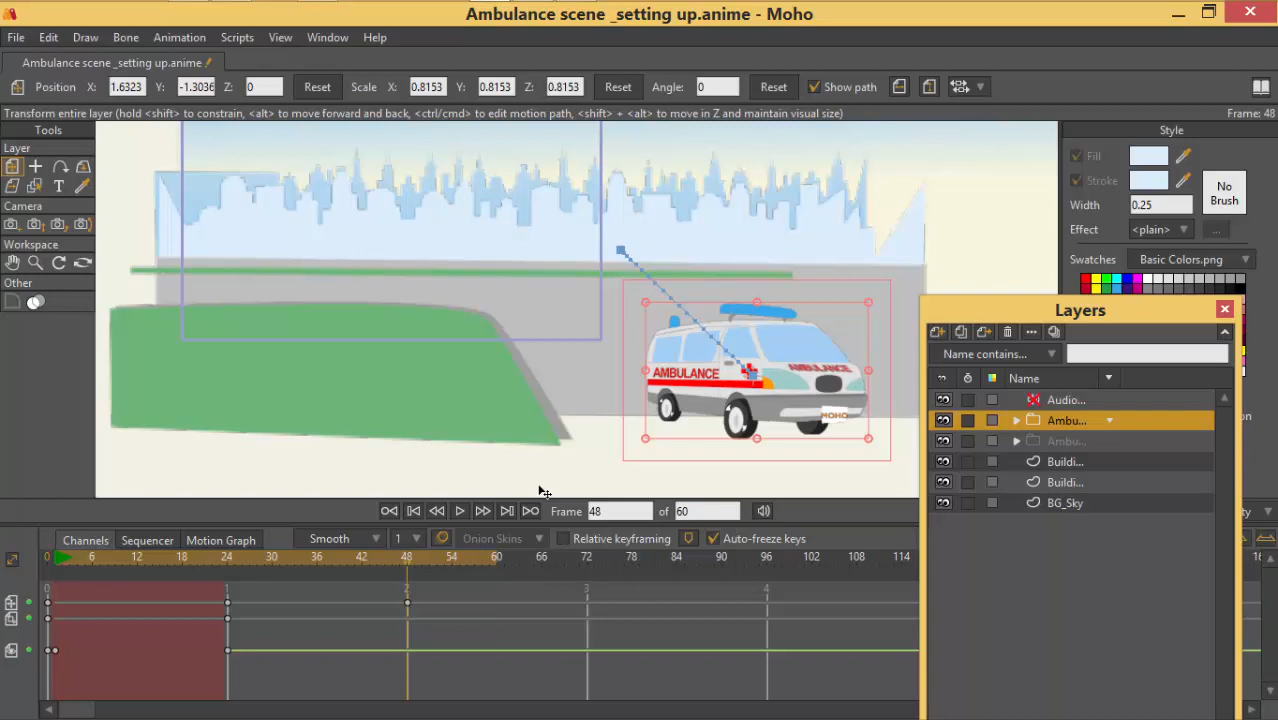 Ambulance scene _setting up.anime - Moho
File Edit Draw Bone Animation Scripts View Window Help
Ambulance scene _setting up.anime
Position X: 1.6323 Y: -1.3036 Z: 0 Reset Scale X: 0.8153 Y: 0.8153 Z: 0.8153 Reset Angle: 0 Reset Show path
Transform entire layer (hold <shift> to constrain, <alt> to move forward and back, <ctrl/cmd> to edit motion path, <shift> + <alt> to move in Z and maintain visual size) Frame: 48
Tools
Layer
T
Camera
Workspace
Other
Style
Fill
Stroke
No Brush
Width 0.25
Effect <plain> ...
Swatches Basic Colors.png
AMBULANCE AMBULANCE
MOHO
Layers
Name contains...
Name
Audio...
Ambu...
Ambu...
Buildi...
Buildi...
BG_Sky
Frame 48 of 60
Channels Sequencer Motion Graph Smooth 1 Onion Skins Relative keyframing Auto-freeze keys
0 6 12 18 24 30 36 42 48 54 60 66 72 78 84 90 96 102 108 114
0 1 2 3 4